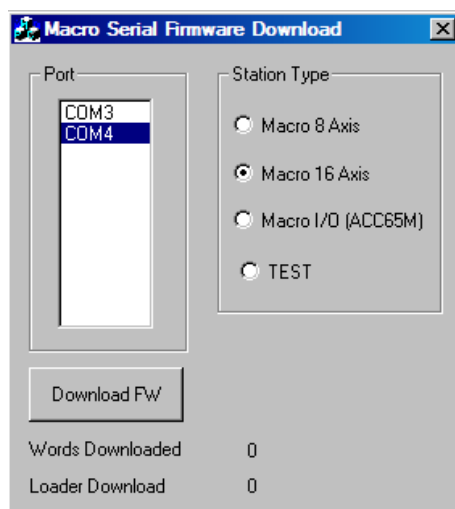 Macro Serial Firmware Download
Port
COM3
COM4
Station Type
Macro 8 Axis
Macro 16 Axis
Macro I/O (ACC65M)
TEST
Download FW
Words Downloaded 0
Loader Download 0